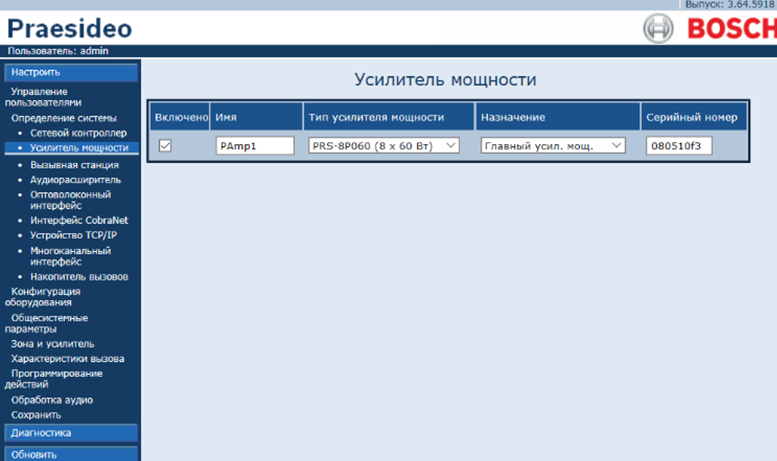 Выпуск: 3.64.5918
Praesideo
BOSCH
Пользователь: admin
Настроить
Управление
пользователями
Определение системы
Сетевой контроллер
Усилитель мощности
Вызывная станция
Аудиорасширитель
Оптоволоконный
интерфейс
Интерфейс CobraNet
Устройство TCP/IP
Многоканальный
интерфейс
Накопитель вызовов
Конфигурация
оборудования
Общесистемные
параметры
Зона и усилитель
Характеристики вызова
Программирование
действий
Обработка аудио
Сохранить
Диагностика
Обновить
Усилитель мощности
Включено Имя Тип усилителя мощности Назначение Серийный номер
PAmp1 PRS-8P060 (8 x 60 Вт) Главный усил. мощ. 080510f3